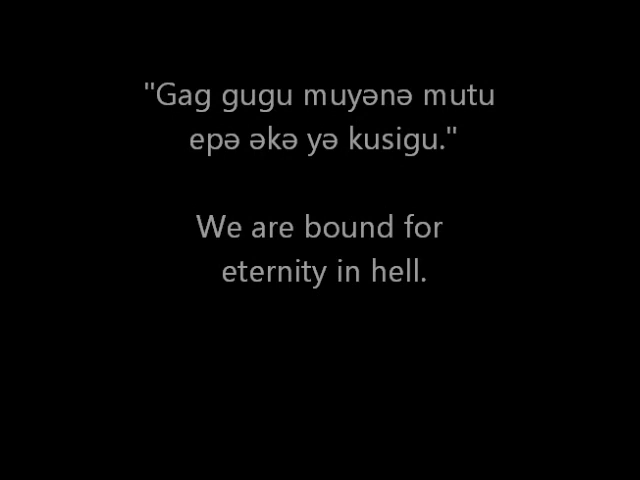 "Gag gugu muyənə mutu
epə əkə yə kusigu."
We are bound for
eternity in hell.